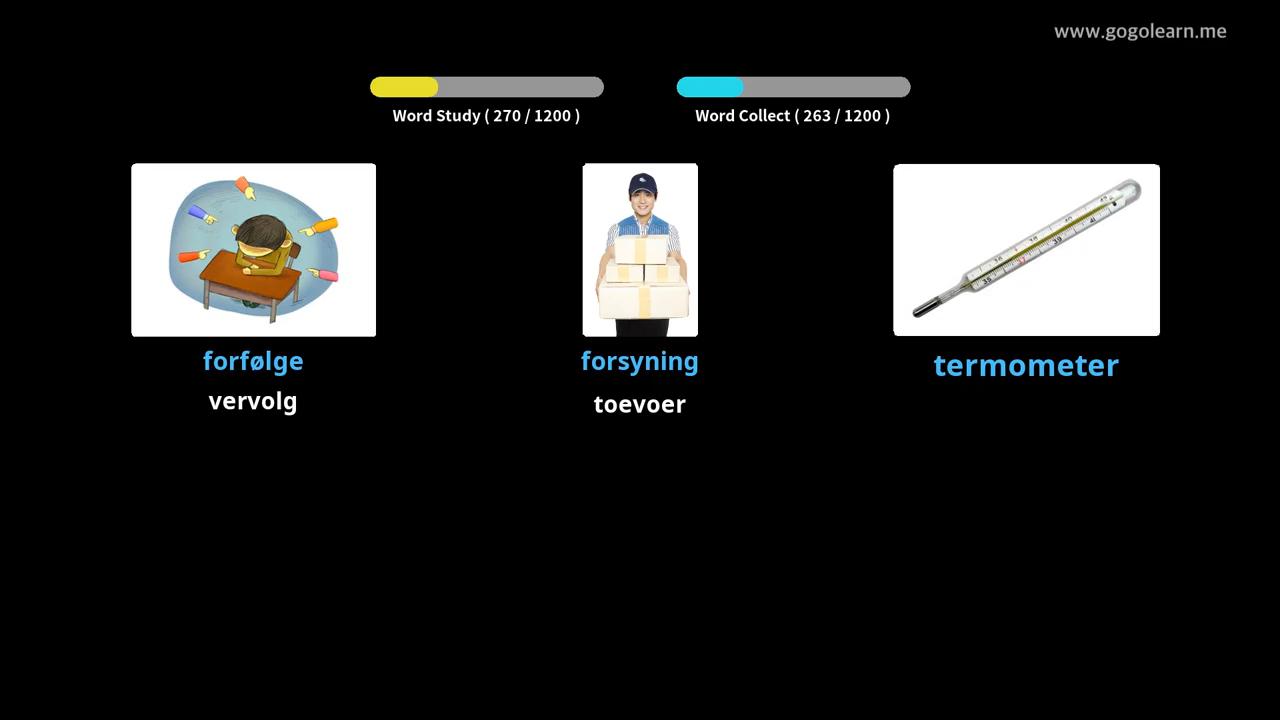 www.gogolearn.me
Word Study ( 270 / 1200 )
Word Collect ( 263 / 1200 )
forfølge
vervolg
forsyning
toevoer
termometer